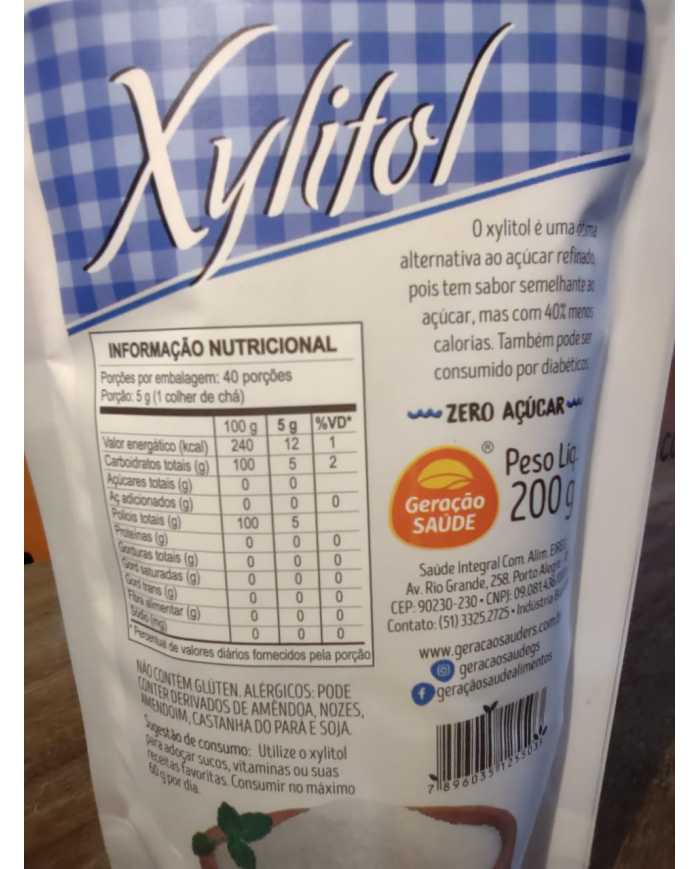 Xylitol
O xylitol é uma ótima
alternativa ao açúcar refinado,
pois tem sabor semelhante ao
açúcar, mas com 40% menos
calorias. Também pode ser
consumido por diabéticos.
ZERO AÇÚCAR
Geração
SAÚDE
®
Peso Liq.
200g
Saúde Integral Com. Alim.
Av. Rio Grande, 258. Porto Alegre
CEP: 90230-230 • CNPJ: 09.081.436
Contato: (51) 3325.2725 • Indústria
www.geracaosauders.com.br
geracaosaudegs
geraçãosaudealimentos
INFORMAÇÃO NUTRICIONAL
Porções por embalagem: 40 porções
Porção: 5 g (1 colher de chá)
100 g 5 g %VD*
Valor energético (kcal) 240 12 1
Carboidratos totais (g) 100 5 2
Açúcares totais (g) 0 0
Aç adicionados (g) 0 0 0
Poliois totais (g) 100 5
Proteínas (g) 0 0 0
Gorduras totais (g) 0 0 0
Gord saturadas (g) 0 0 0
Gord trans (g) 0 0 0
Fibra alimentar (g) 0 0 0
Sódio (mg) 0 0 0
* Percentual de valores diários fornecidos pela porção
NÃO CONTÉM GLÚTEN. ALÉRGICOS: PODE
CONTER DERIVADOS DE AMÊNDOA, NOZES,
AMENDOIM, CASTANHA DO PARÁ E SOJA.
Sugestão de consumo: Utilize o xylitol
para adoçar sucos, vitaminas ou suas
receitas favoritas. Consumir no máximo
60 g por dia.